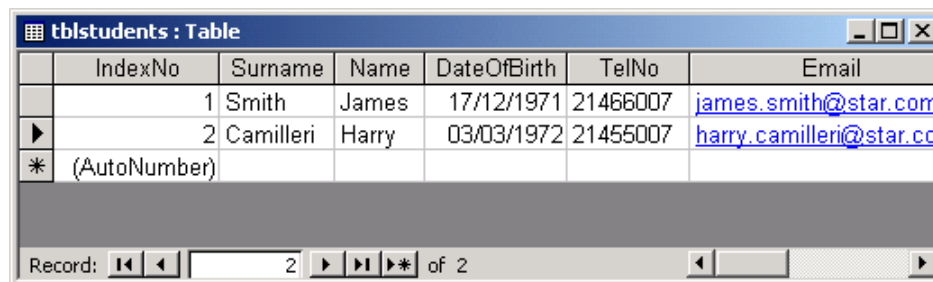 tblstudents : Table
IndexNo Surname Name DateOfBirth TelNo Email
1 Smith James 17/12/1971 21466007 james.smith@star.com
2 Camilleri Harry 03/03/1972 21455007 harry.camilleri@star.co
(AutoNumber)
Record: 2 of 2